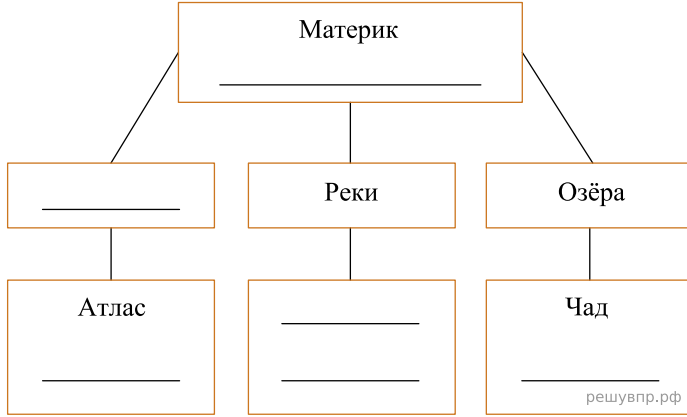 Материк
Реки
Озёра
Атлас
Чад
решувпр.рф